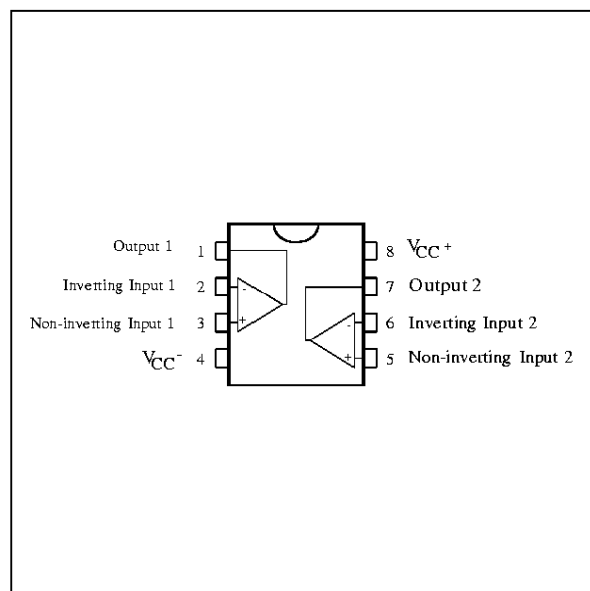 Output 1 1 8 VCC+
Inverting Input 1 2 - 7 Output 2
Non-inverting Input 1 3 + - 6 Inverting Input 2
VCC- 4 + 5 Non-inverting Input 2